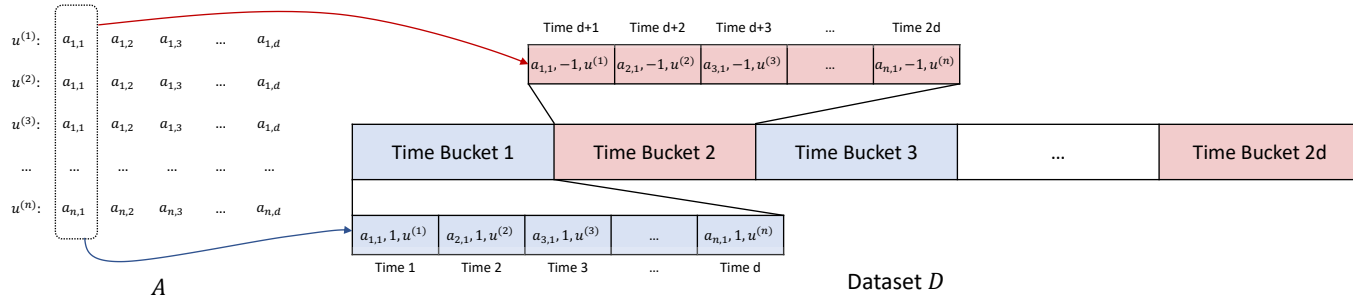 Time d+1 Time d+2 Time d+3 ... Time 2d
u^(1): a_{1,1} a_{1,2} a_{1,3} ... a_{1,d}
a_{1,1}, −1, u^(1) a_{2,1}, −1, u^(2) a_{3,1}, −1, u^(3) ... a_{n,1}, −1, u^(n)
u^(2): a_{1,1} a_{1,2} a_{1,3} ... a_{1,d}
u^(3): a_{1,1} a_{1,2} a_{1,3} ... a_{1,d}
Time Bucket 1 Time Bucket 2 Time Bucket 3 ... Time Bucket 2d
... ... ... ... ... ...
u^(n): a_{n,1} a_{n,2} a_{n,3} ... a_{n,d}
a_{1,1}, 1, u^(1) a_{2,1}, 1, u^(2) a_{3,1}, 1, u^(3) ... a_{n,1}, 1, u^(n)
Time 1 Time 2 Time 3 ... Time d
A Dataset D